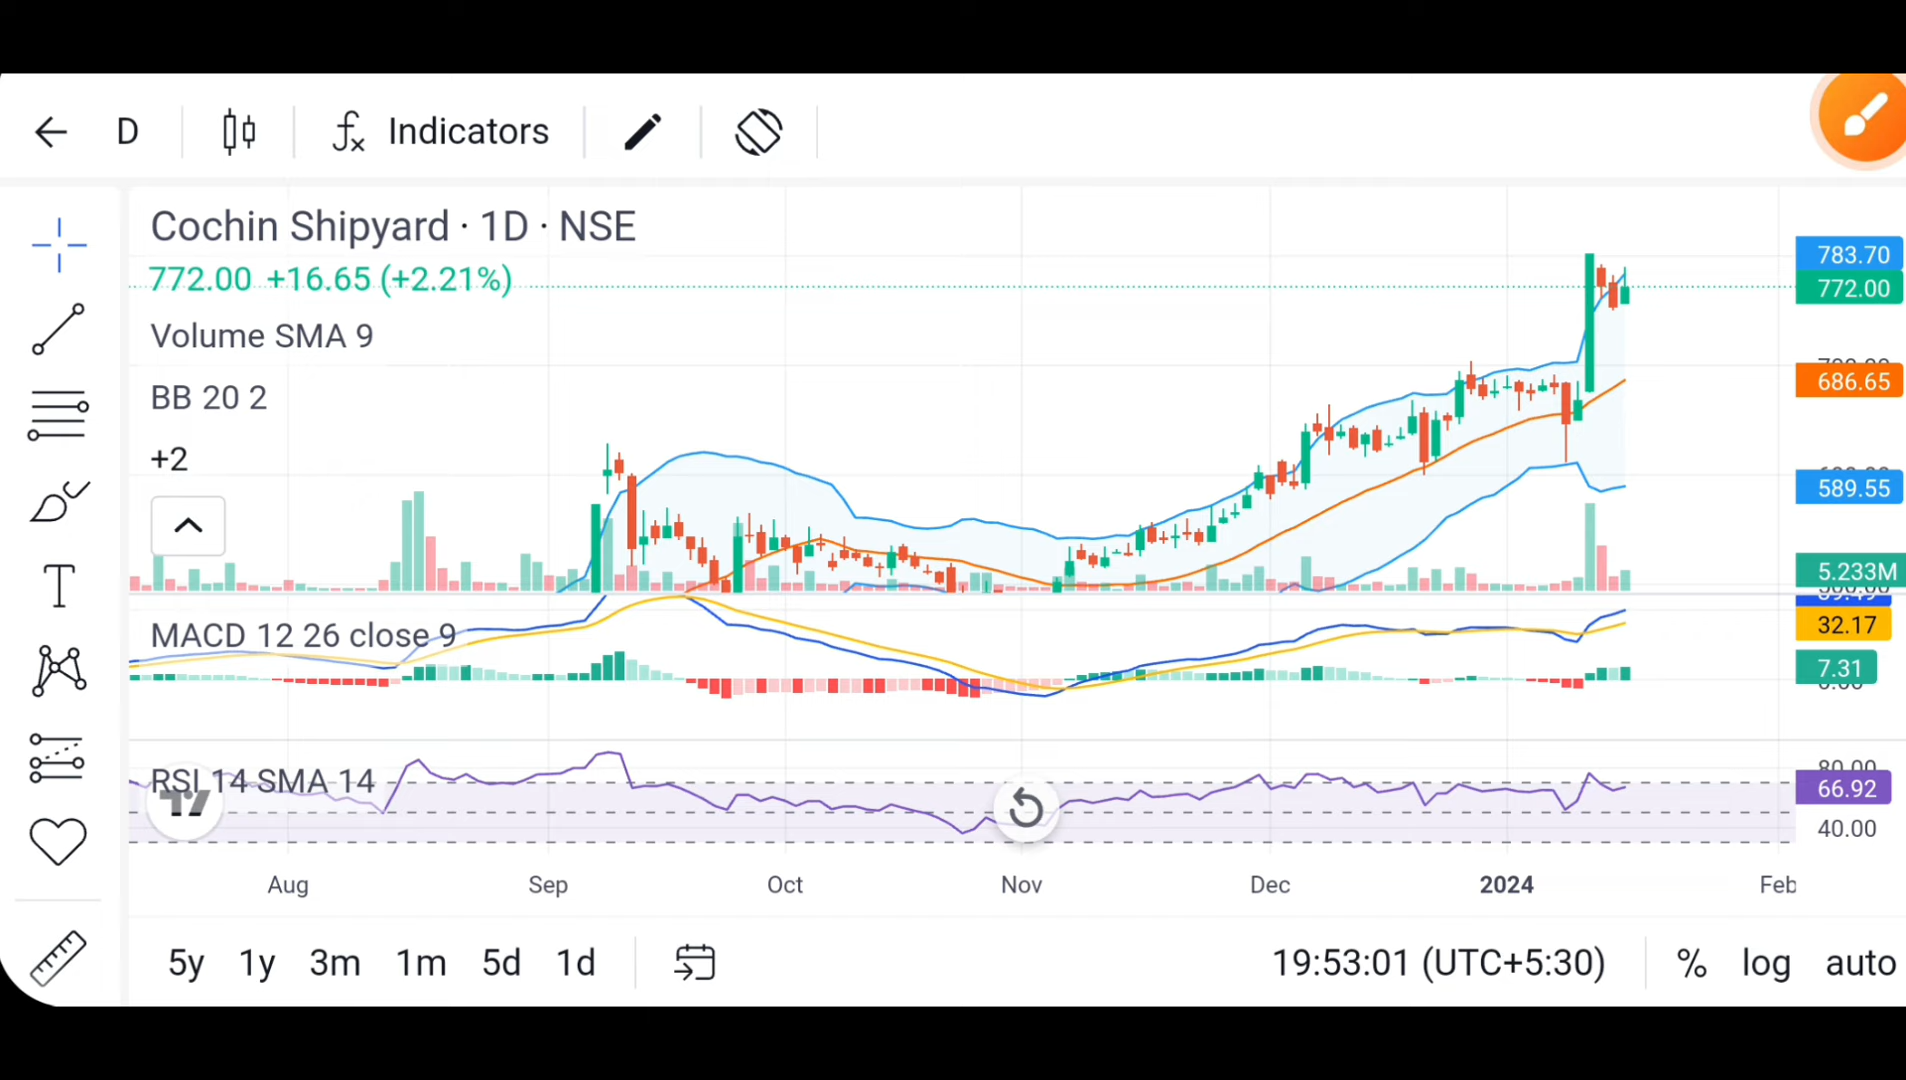 D
Indicators
Cochin Shipyard · 1D · NSE
772.00 +16.65 (+2.21%)
Volume SMA 9
BB 20 2
+2
783.70
772.00
686.65
589.55
5.233M
MACD 12 26 close 9
32.17
7.31
RSI 14 SMA 14
80.00
66.92
40.00
Aug Sep Oct Nov Dec 2024 Feb
5y 1y 3m 1m 5d 1d
19:53:01 (UTC+5:30) % log auto